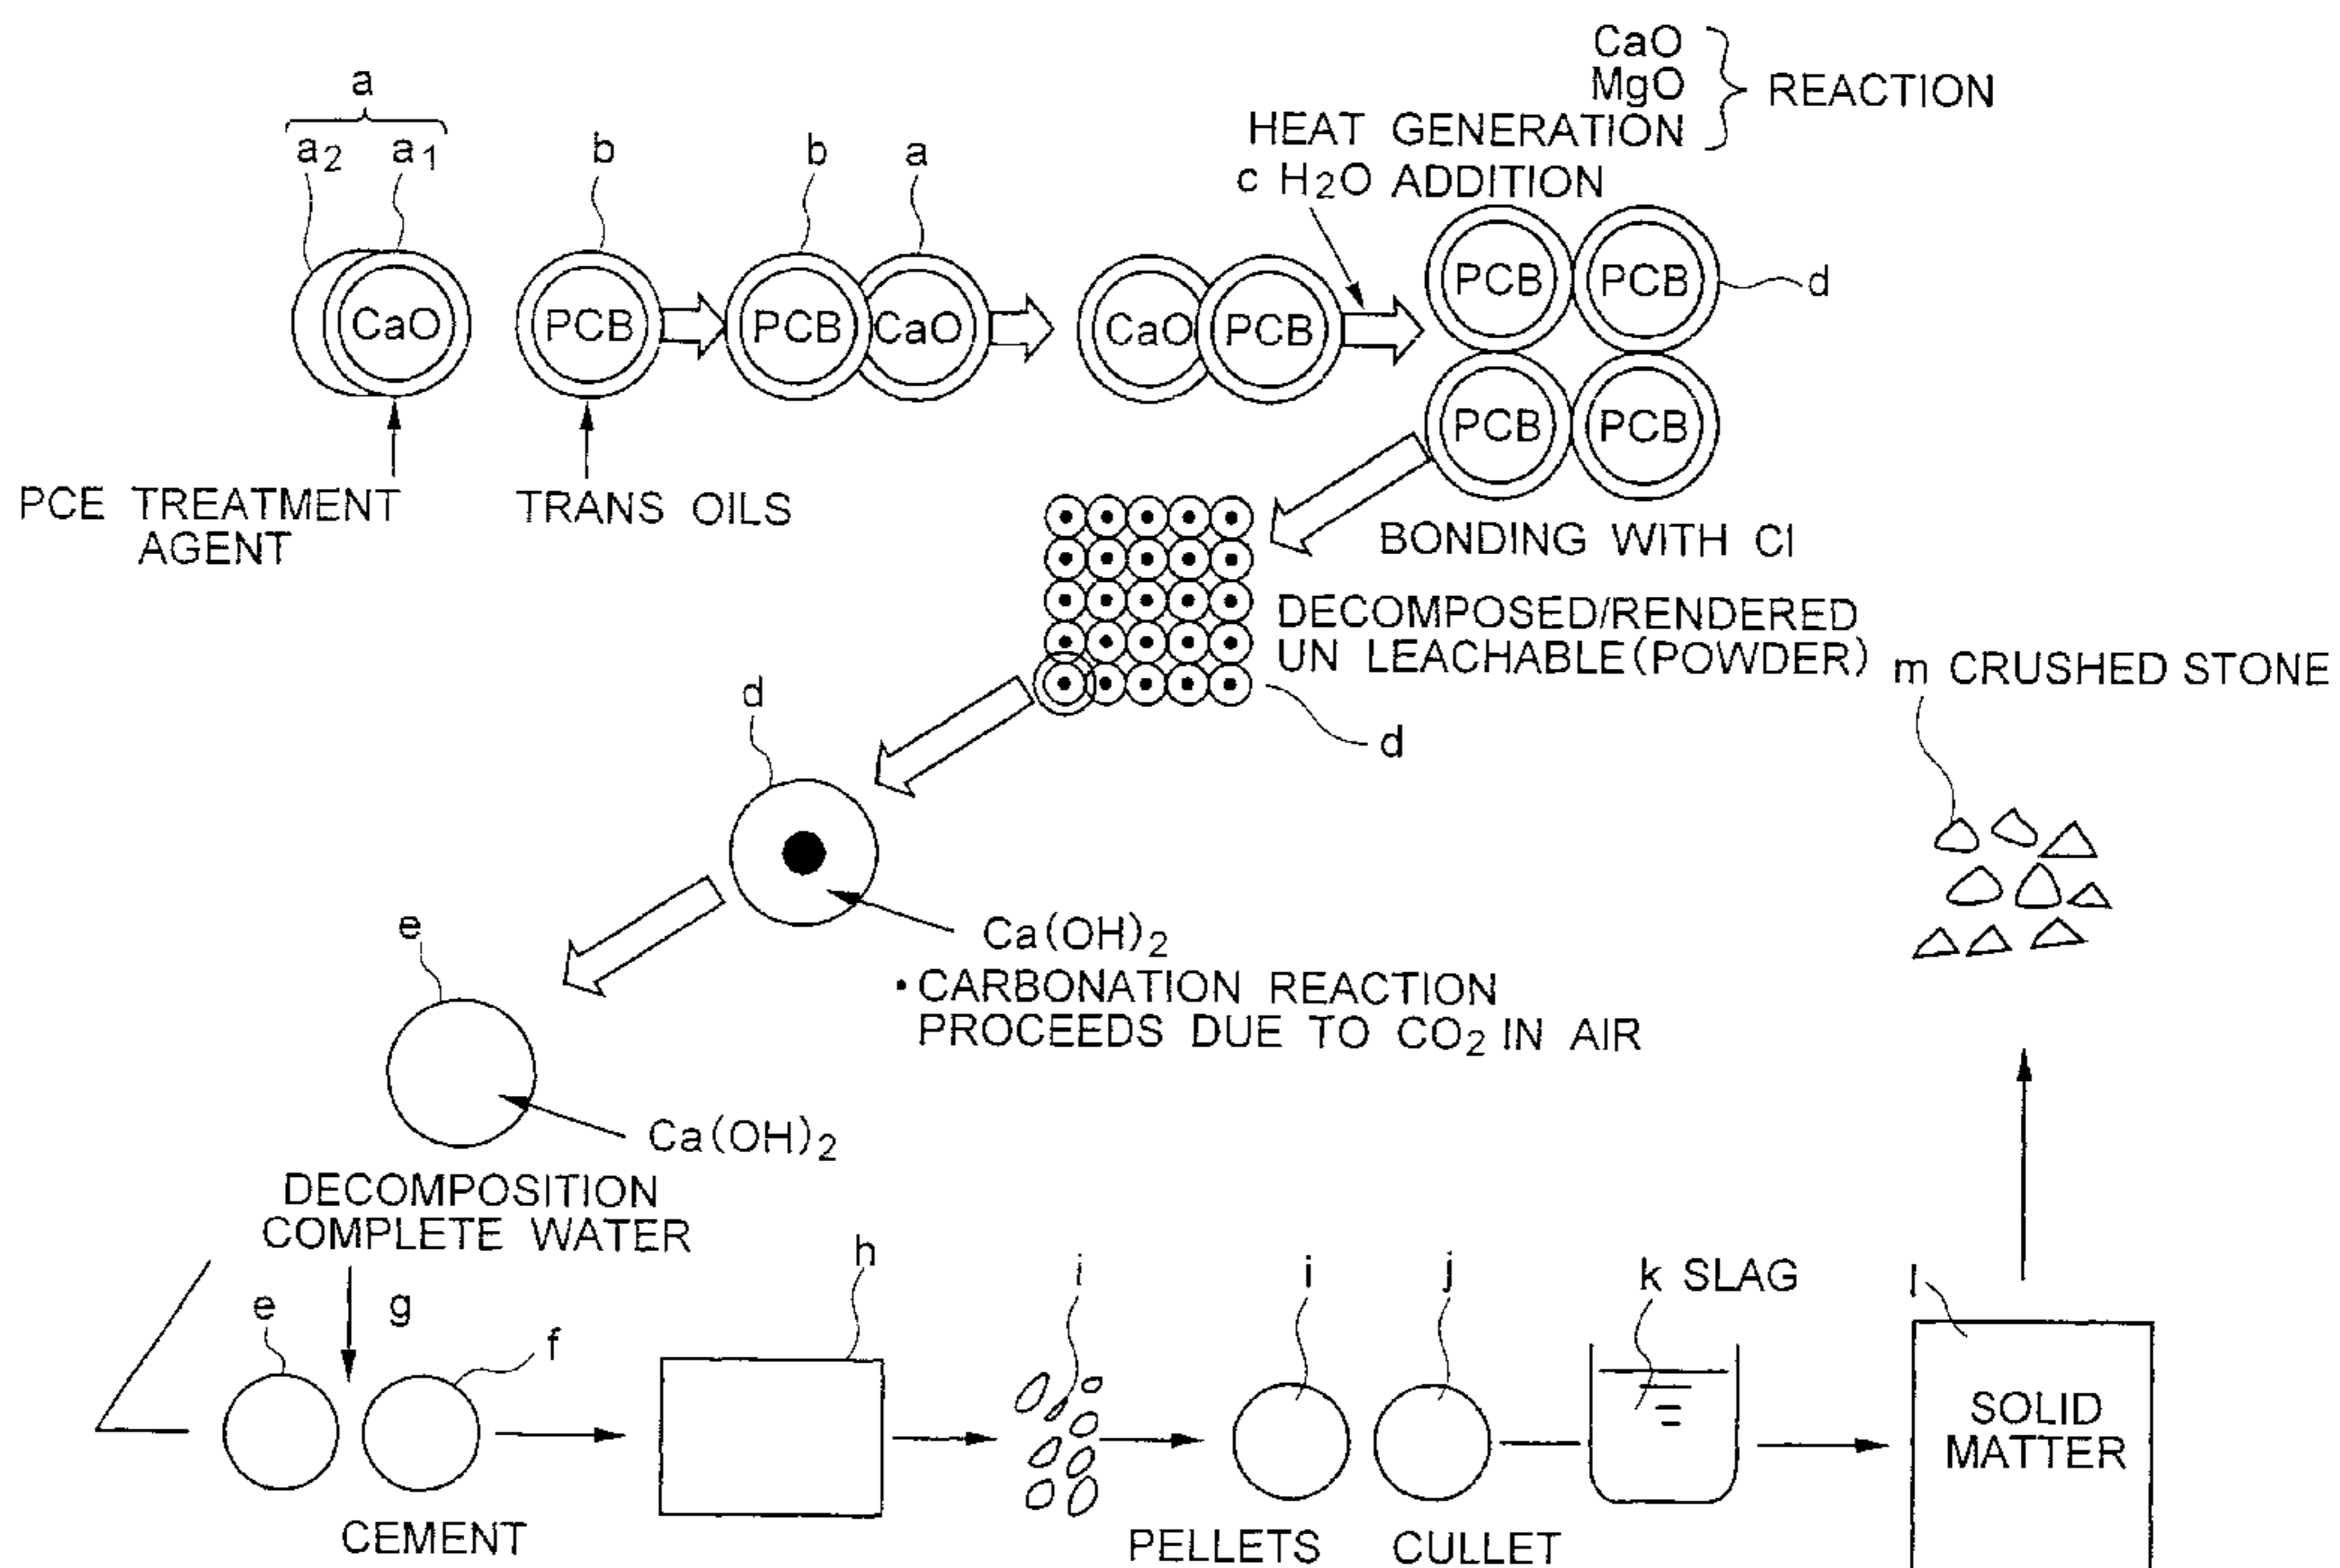 CaO
MgO
REACTION
HEAT GENERATION
c H2O ADDITION
a
a2 a1
b
b
a
CaO
PCB
PCB
CaO
CaO
PCB
PCB
PCB
d
PCB
PCB
PCE TREATMENT
AGENT
TRANS OILS
BONDING WITH Cl
DECOMPOSED/RENDERED
UN LEACHABLE(POWDER)
d
m CRUSHED STONE
d
Ca(OH)2
• CARBONATION REACTION
PROCEEDS DUE TO CO2 IN AIR
e
Ca(OH)2
DECOMPOSITION
COMPLETE WATER
e
g
f
h
i
i
j
k SLAG
l
SOLID
MATTER
CEMENT
PELLETS
CULLET